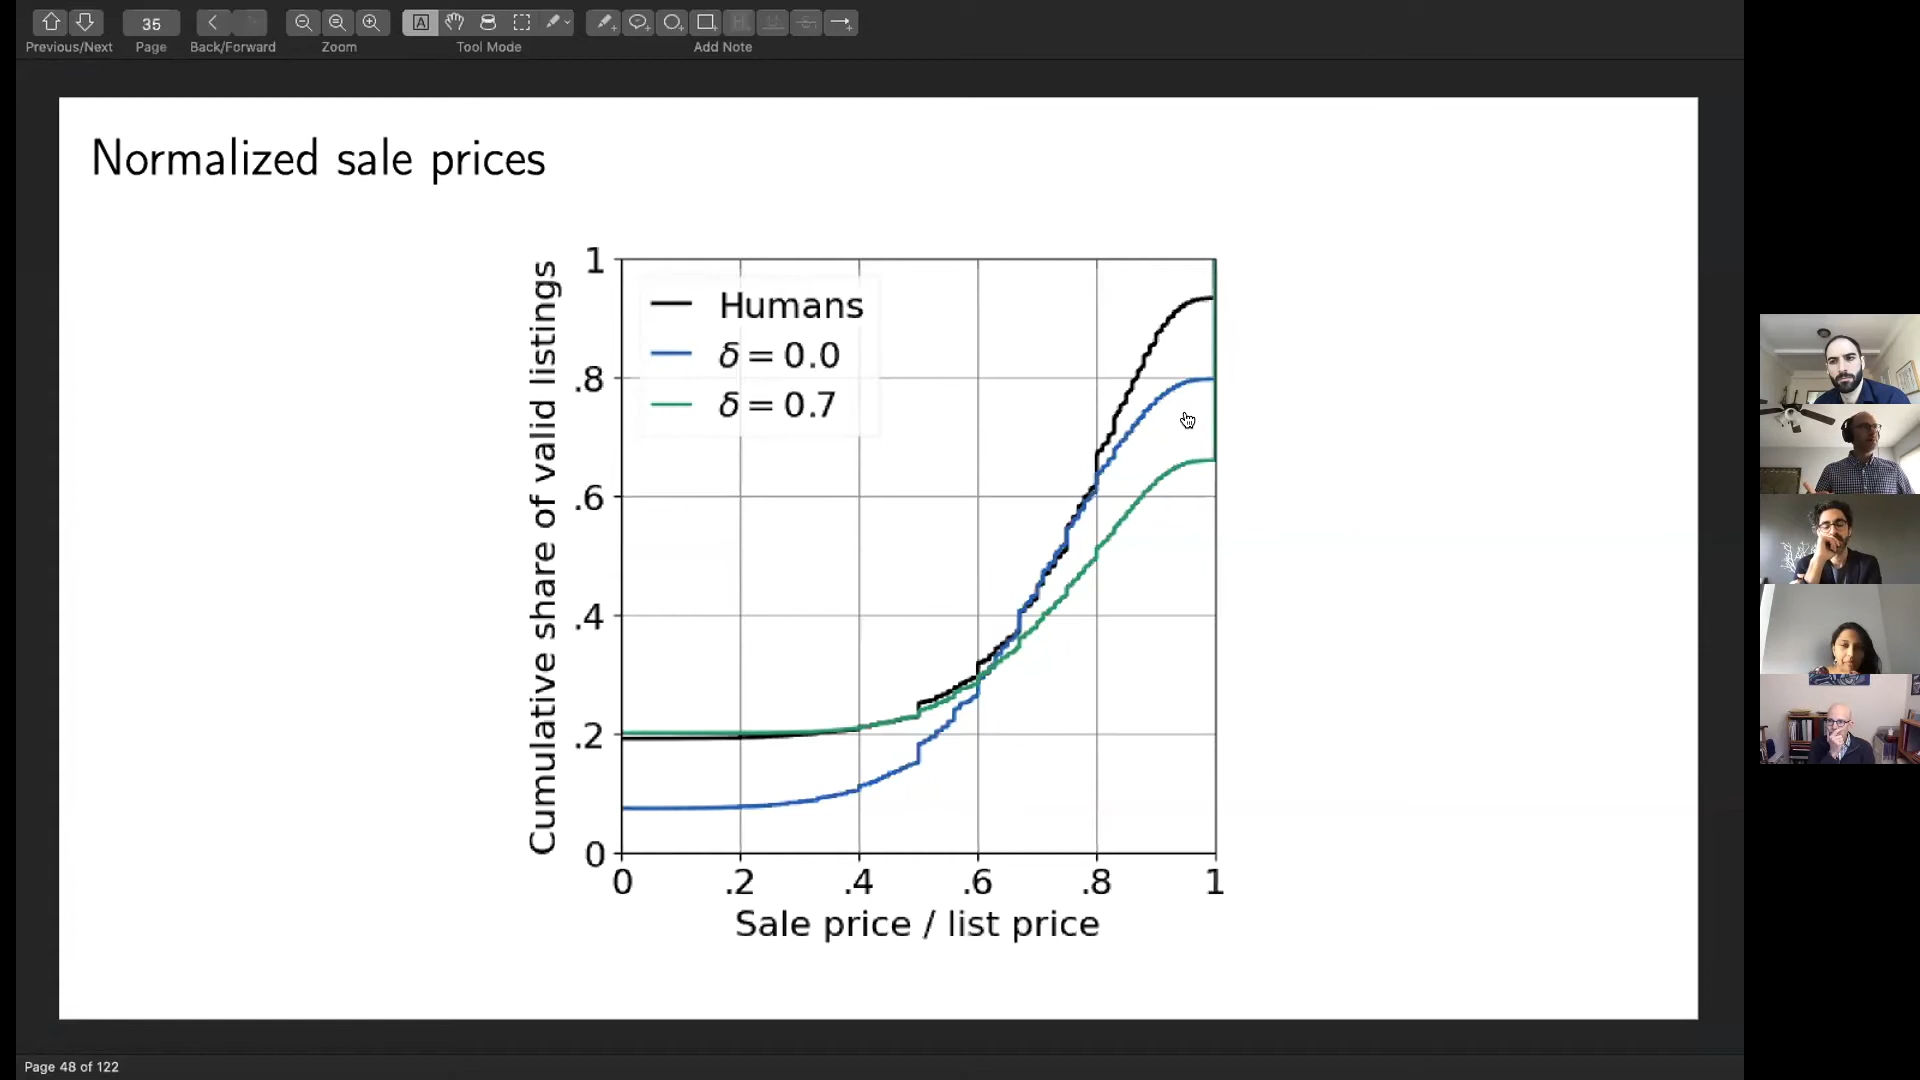 35
Previous/Next
Page
Back/Forward
Zoom
Tool Mode
Add Note
Normalized sale prices
Cumulative share of valid listings
1
.8
.6
.4
.2
0
Humans
δ = 0.0
δ = 0.7
0 .2 .4 .6 .8 1
Sale price / list price
Page 48 of 122